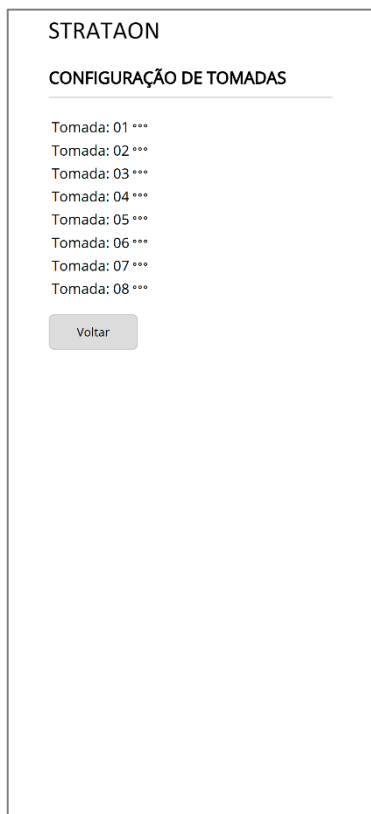 STRATAON
CONFIGURAÇÃO DE TOMADAS
Tomada: 01 °°°
Tomada: 02 °°°
Tomada: 03 °°°
Tomada: 04 °°°
Tomada: 05 °°°
Tomada: 06 °°°
Tomada: 07 °°°
Tomada: 08 °°°
Voltar